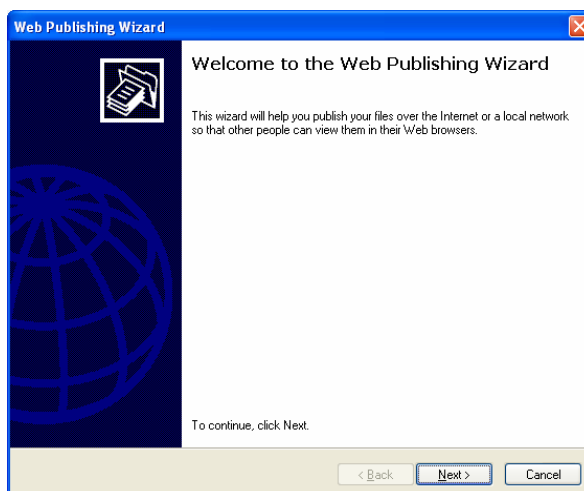 Web Publishing Wizard
Welcome to the Web Publishing Wizard
This wizard will help you publish your files over the Internet or a local network
so that other people can view them in their Web browsers.
To continue, click Next.
< Back
Next >
Cancel